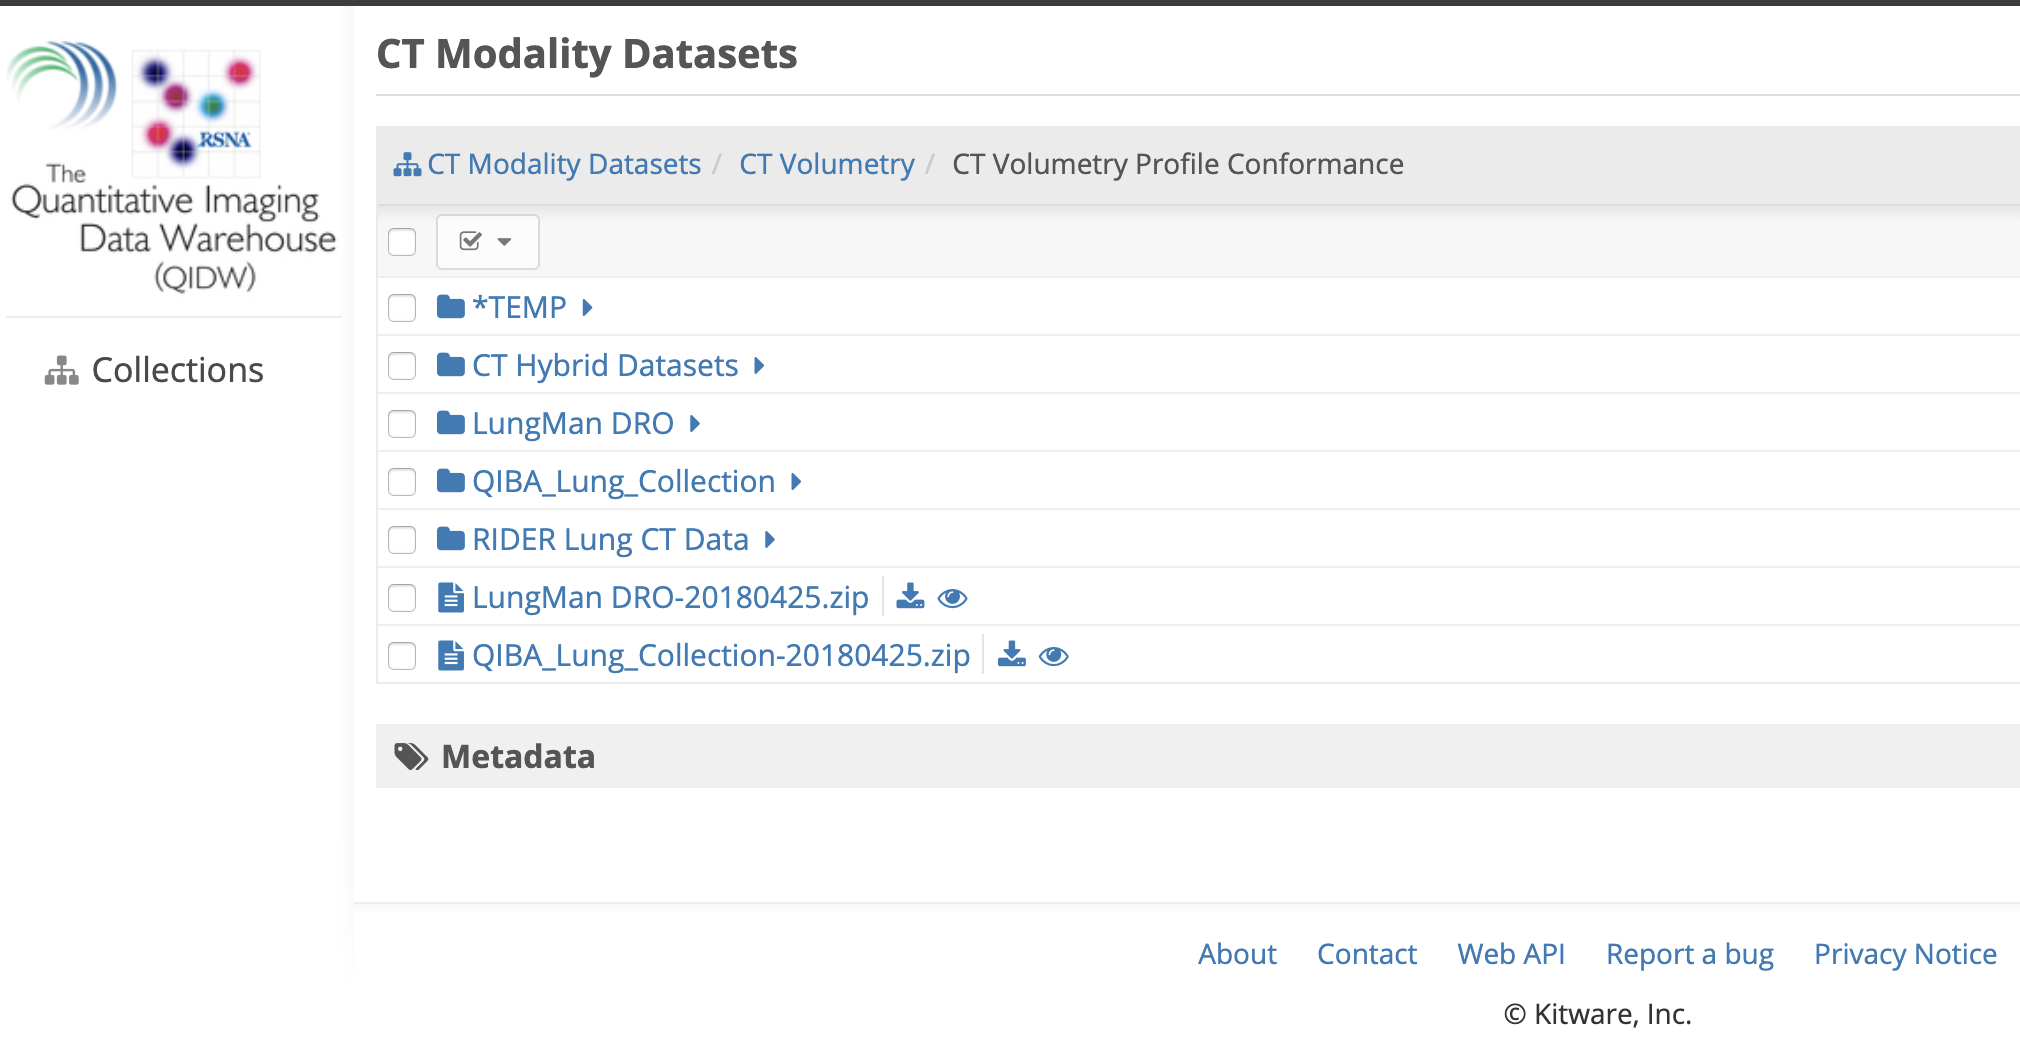 RSNA
The
Quantitative Imaging
Data Warehouse
(QIDW)
Collections
CT Modality Datasets
CT Modality Datasets / CT Volumetry / CT Volumetry Profile Conformance
*TEMP
CT Hybrid Datasets
LungMan DRO
QIBA_Lung_Collection
RIDER Lung CT Data
LungMan DRO-20180425.zip
QIBA_Lung_Collection-20180425.zip
Metadata
About Contact Web API Report a bug Privacy Notice
© Kitware, Inc.